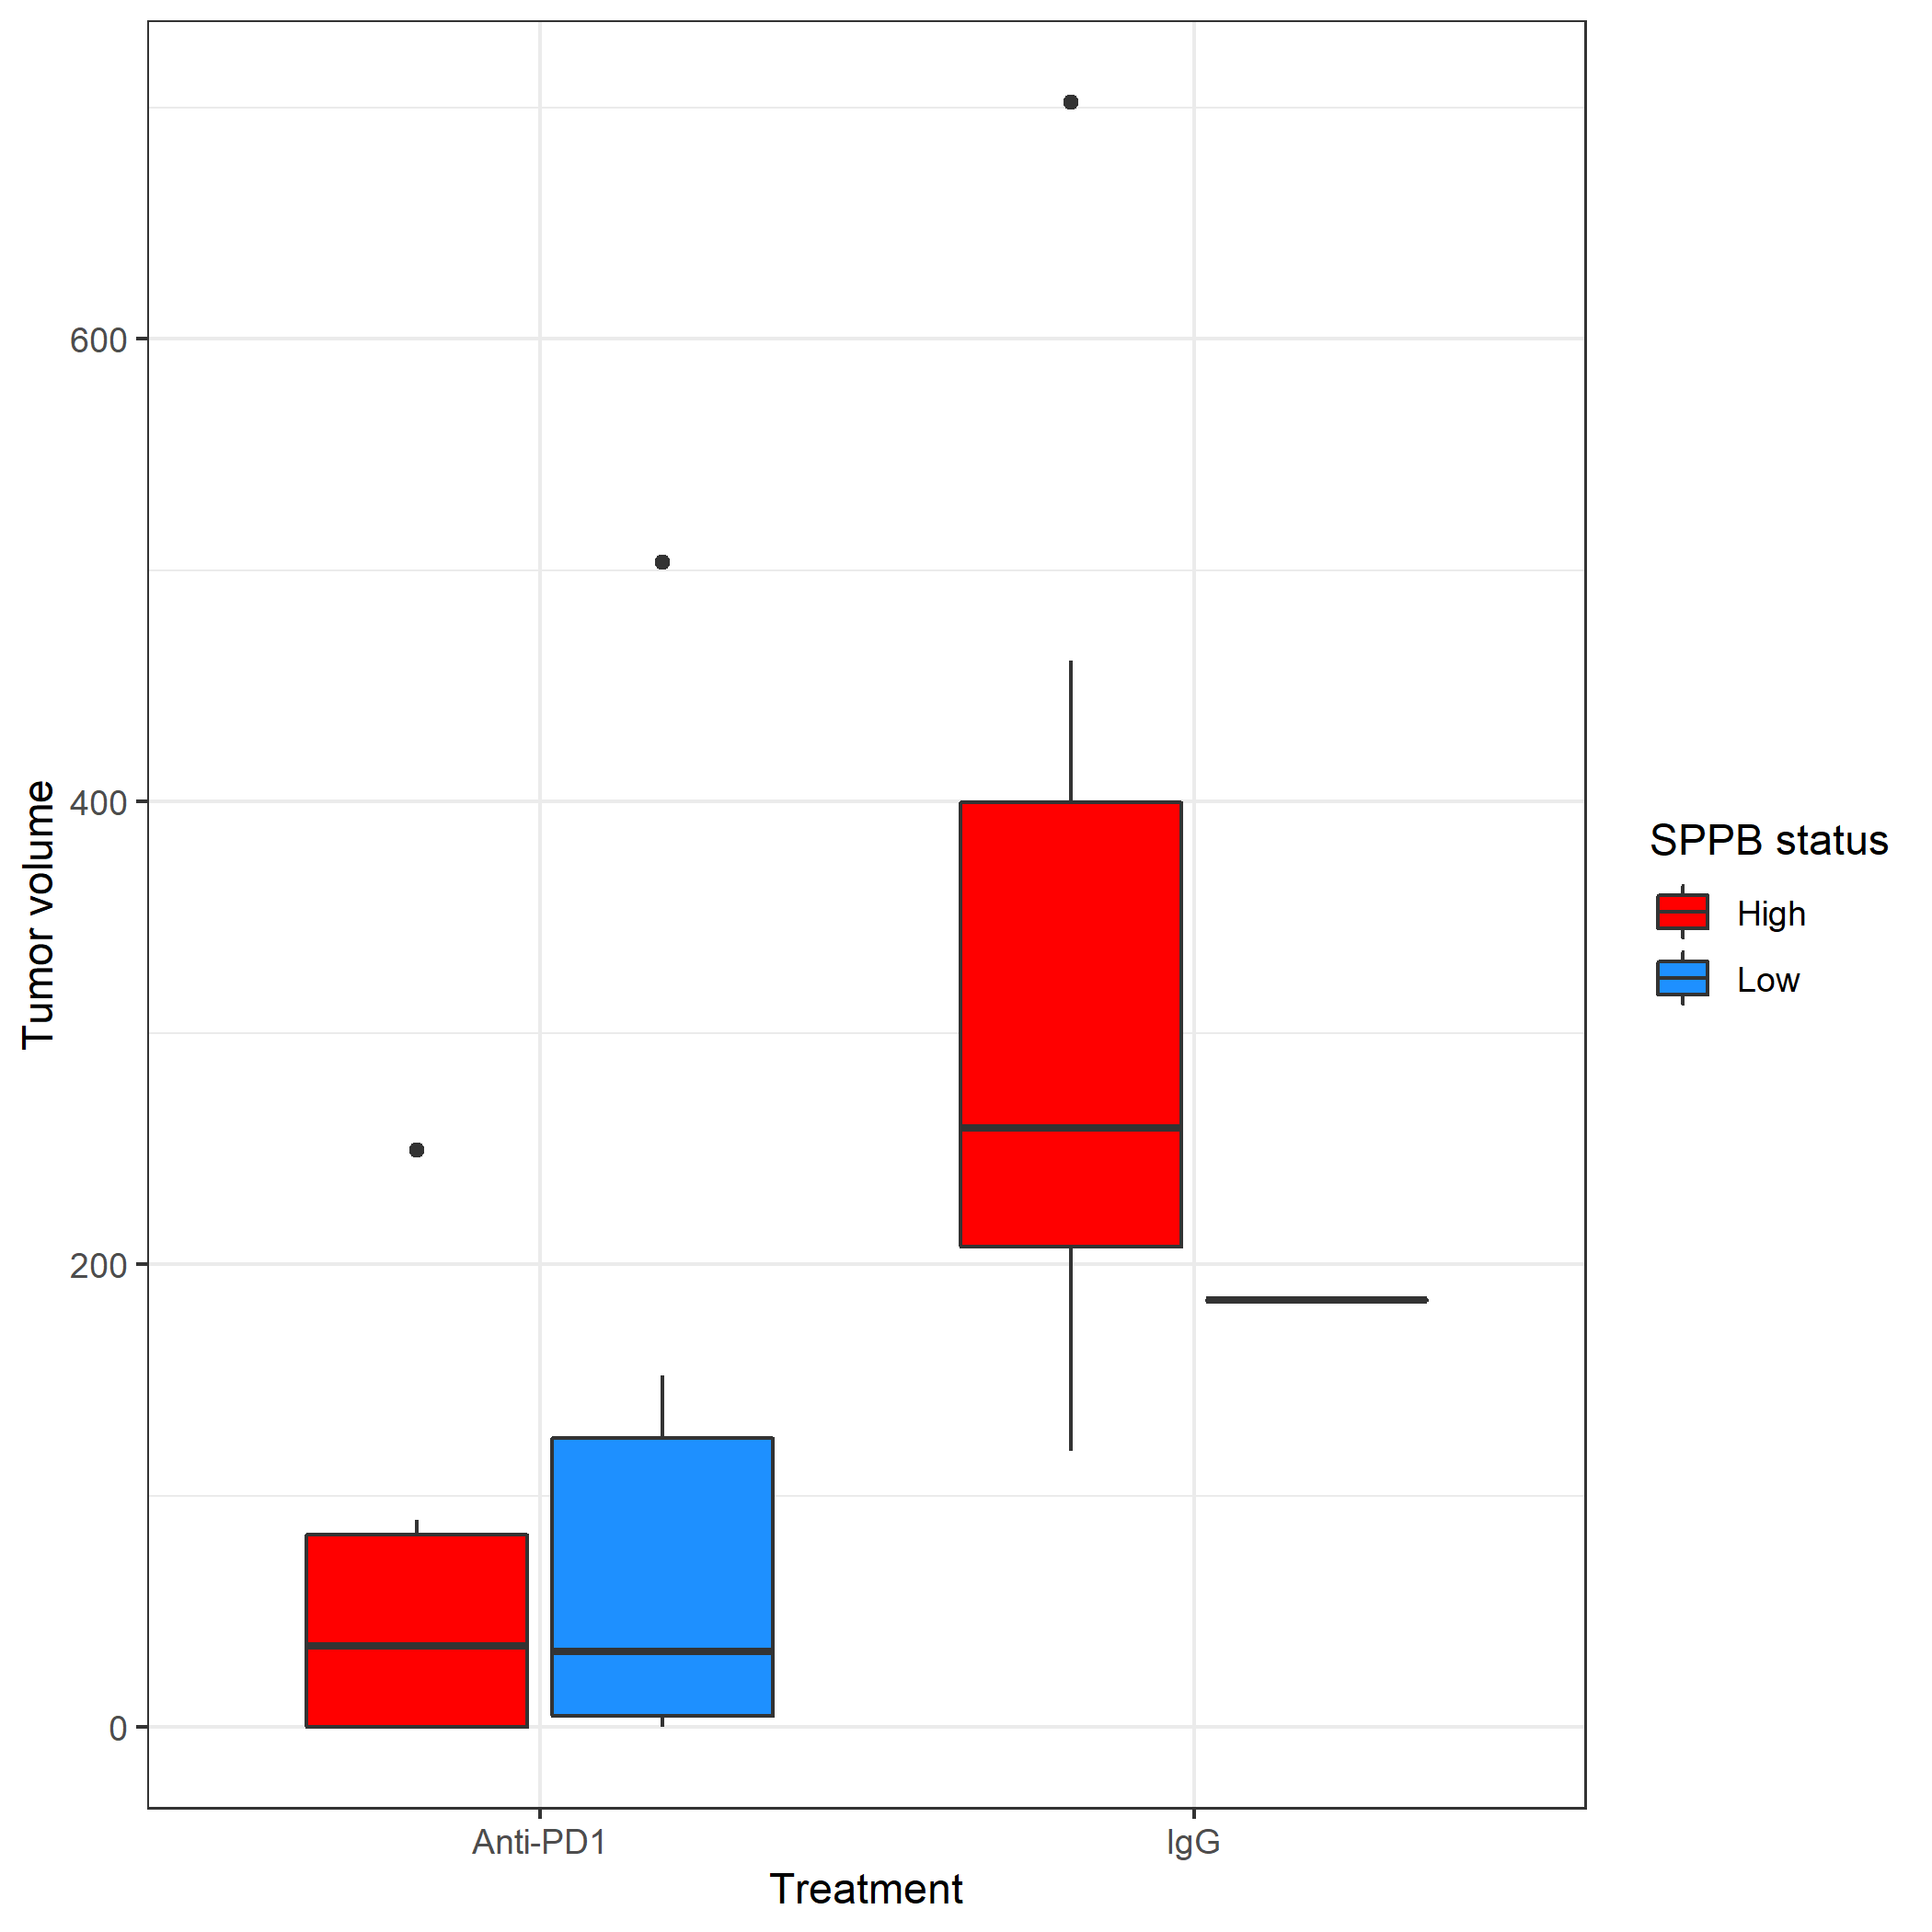 Tumor volume
600
400
200
0
Anti-PD1
IgG
Treatment
SPPB status
High
Low